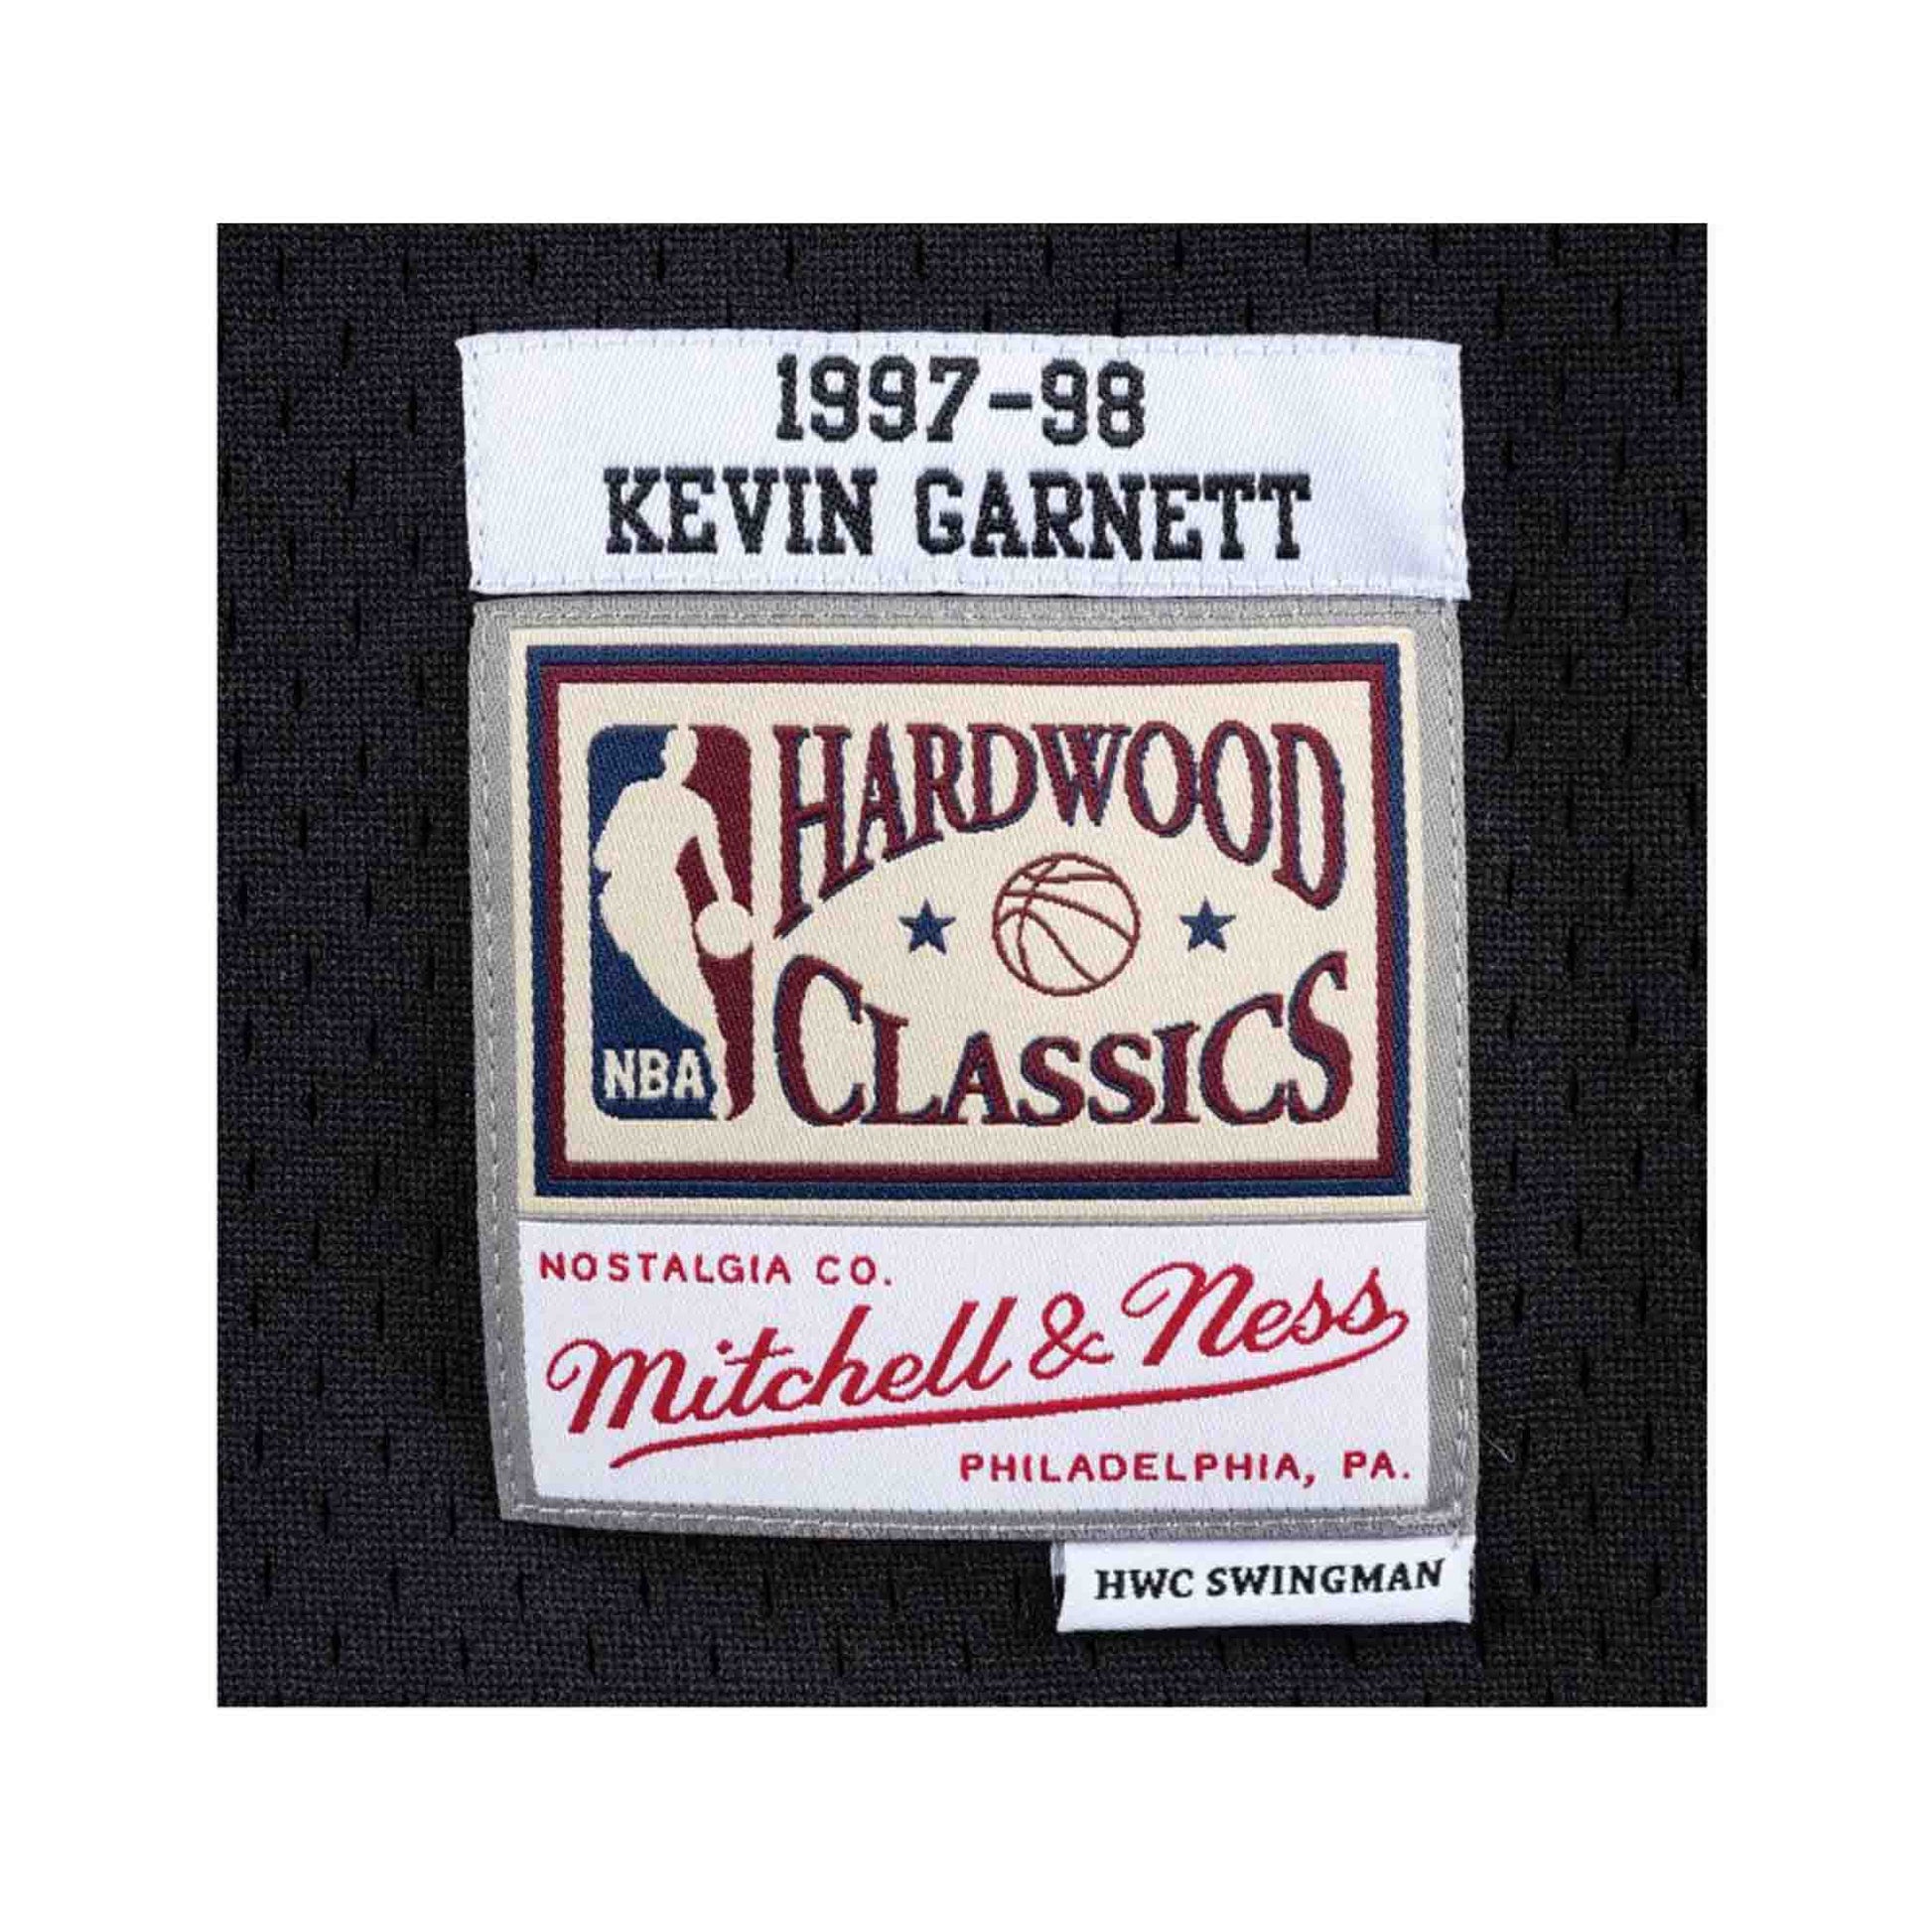 1997-98
KEVIN GARNETT
HARDWOOD
CLASSICS
NBA
NOSTALGIA CO.
Mitchell & Ness
PHILADELPHIA, PA.
HWC SWINGMAN